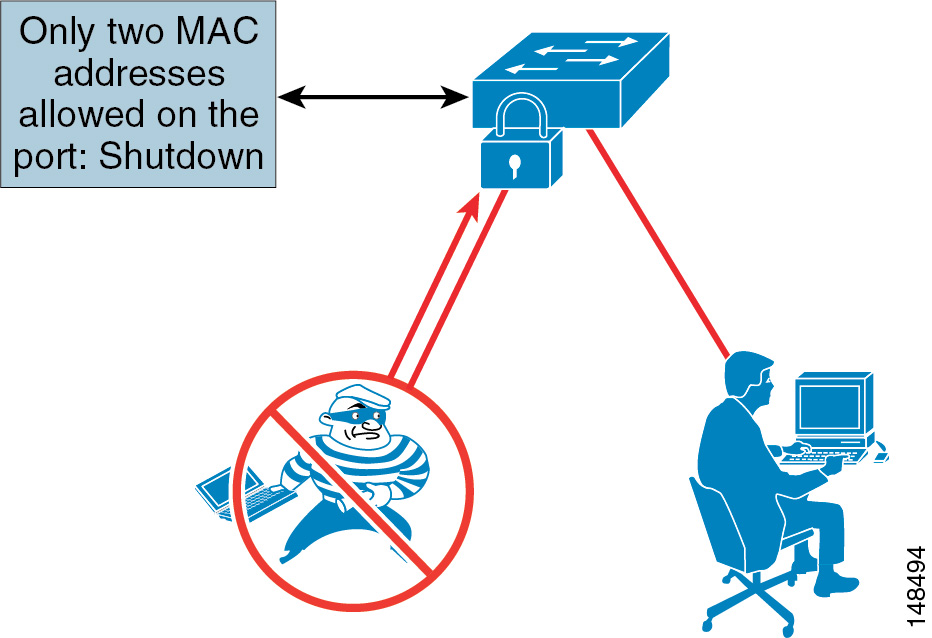 Only two MAC
addresses
allowed on the
port: Shutdown
148494